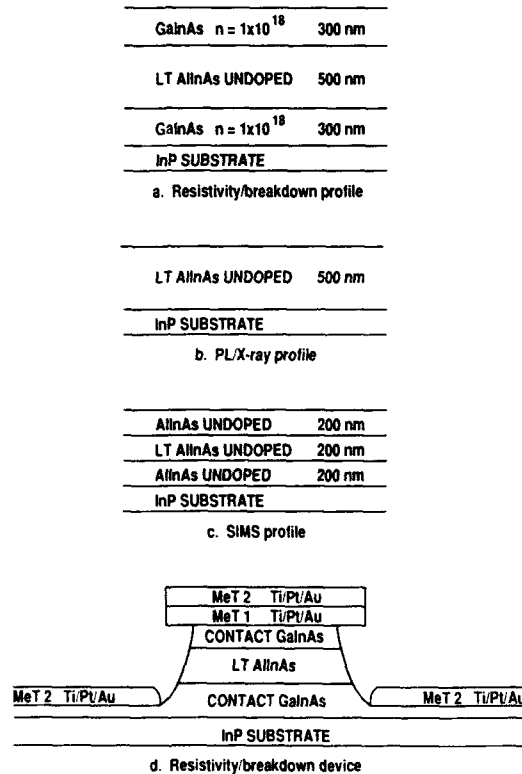 GaInAs n = 1x10^18 300 nm
LT AlInAs UNDOPED 500 nm
GaInAs n = 1x10^18 300 nm
InP SUBSTRATE
a. Resistivity/breakdown profile
LT AlInAs UNDOPED 500 nm
InP SUBSTRATE
b. PL/X-ray profile
AlInAs UNDOPED 200 nm
LT AlInAs UNDOPED 200 nm
AlInAs UNDOPED 200 nm
InP SUBSTRATE
c. SIMS profile
MeT 2 Ti/Pt/Au
MeT 1 Ti/Pt/Au
CONTACT GaInAs
LT AlInAs
MeT 2 Ti/Pt/Au CONTACT GaInAs MeT 2 Ti/Pt/Au
InP SUBSTRATE
d. Resistivity/breakdown device